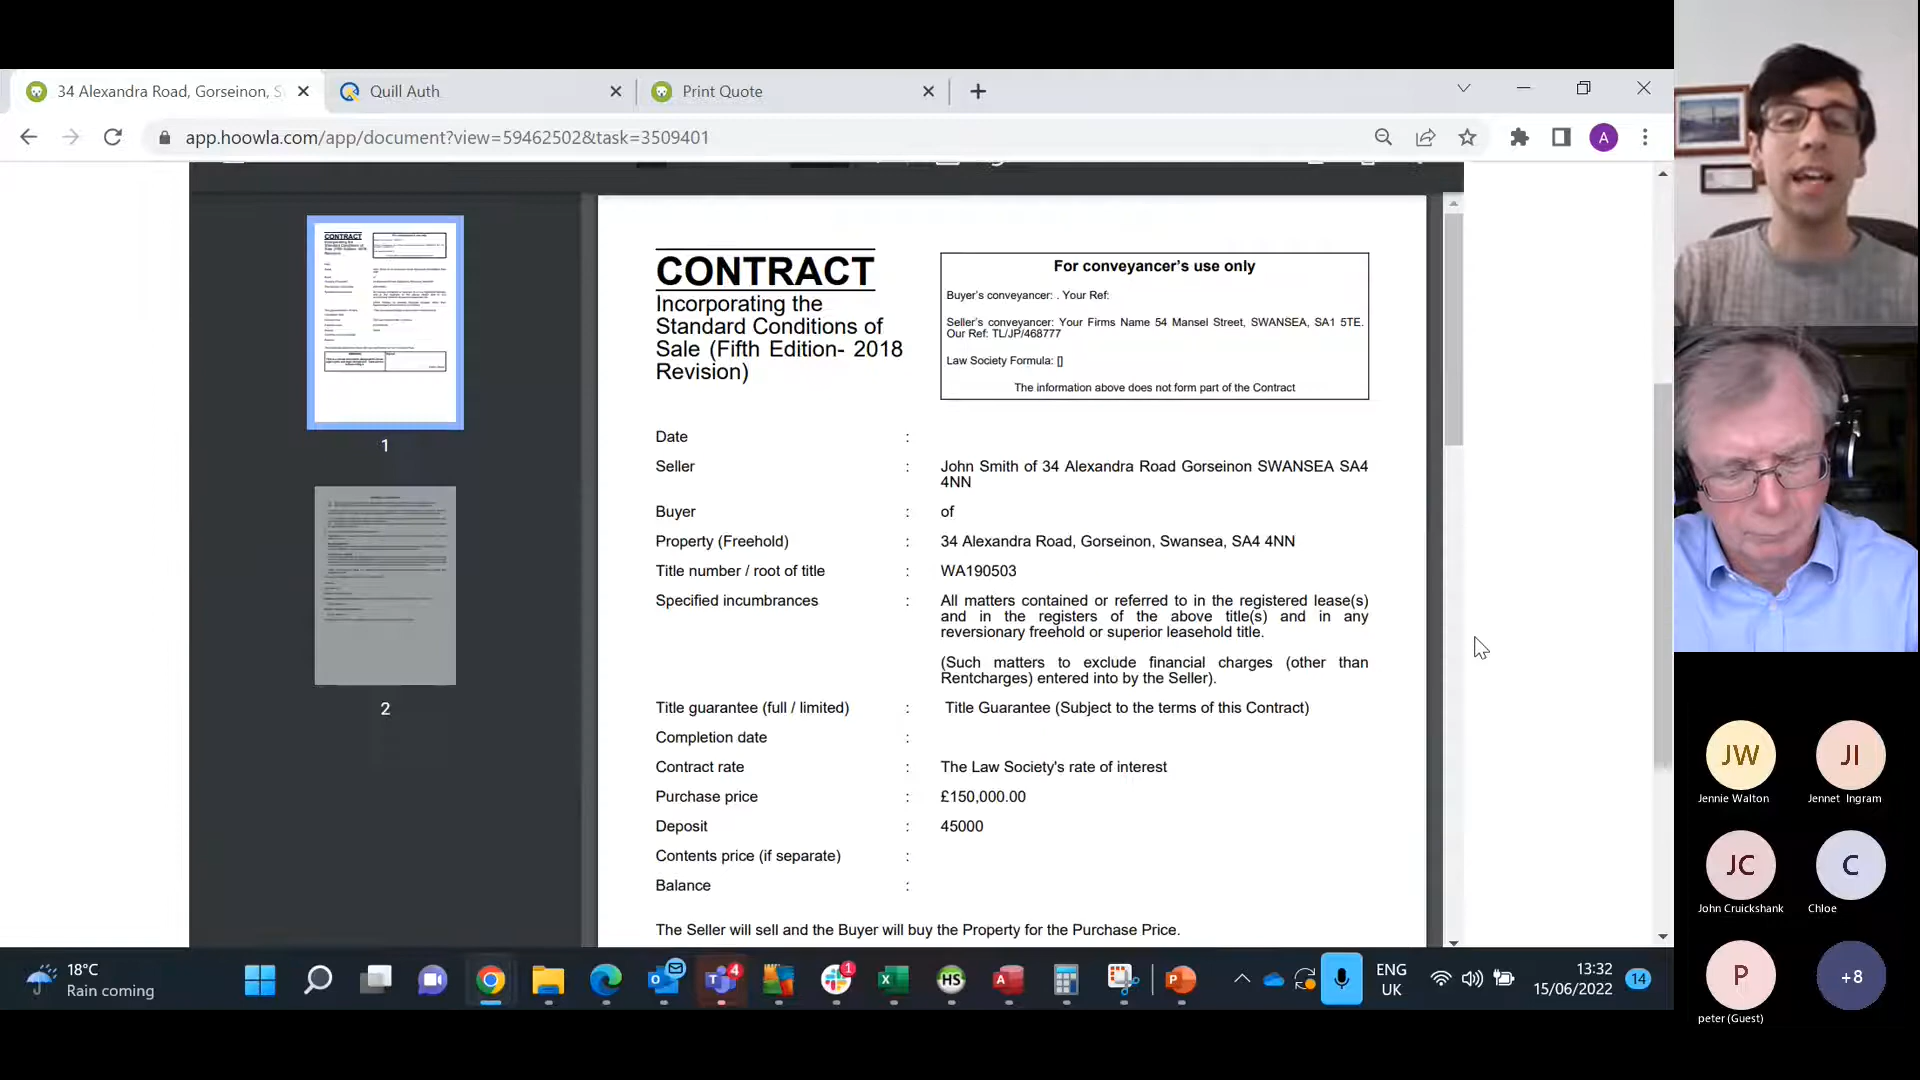 34 Alexandra Road, Gorseinon, S
Quill Auth
Print Quote
app.hoowla.com/app/document?view=59462502&task=3509401
A
1
2
CONTRACT
Incorporating the
Standard Conditions of
Sale (Fifth Edition- 2018
Revision)
For conveyancer's use only
Buyer's conveyancer: . Your Ref:
Seller's conveyancer: Your Firms Name 54 Mansel Street, SWANSEA, SA1 5TE.
Our Ref: TL/JP/468777
Law Society Formula: []
The information above does not form part of the Contract
Date :
Seller : John Smith of 34 Alexandra Road Gorseinon SWANSEA SA4
4NN
Buyer : of
Property (Freehold) : 34 Alexandra Road, Gorseinon, Swansea, SA4 4NN
Title number / root of title : WA190503
Specified incumbrances : All matters contained or referred to in the registered lease(s)
and in the registers of the above title(s) and in any
reversionary freehold or superior leasehold title.
(Such matters to exclude financial charges (other than
Rentcharges) entered into by the Seller).
Title guarantee (full / limited) : Title Guarantee (Subject to the terms of this Contract)
Completion date :
Contract rate : The Law Society's rate of interest
Purchase price : £150,000.00
Deposit : 45000
Contents price (if separate) :
Balance :
The Seller will sell and the Buyer will buy the Property for the Purchase Price.
18°C
Rain coming
4
1
HS
ENG
UK
13:32
15/06/2022
14
JW
Jennie Walton
JI
Jennet Ingram
JC
John Cruickshank
C
Chloe
P
peter (Guest)
+8